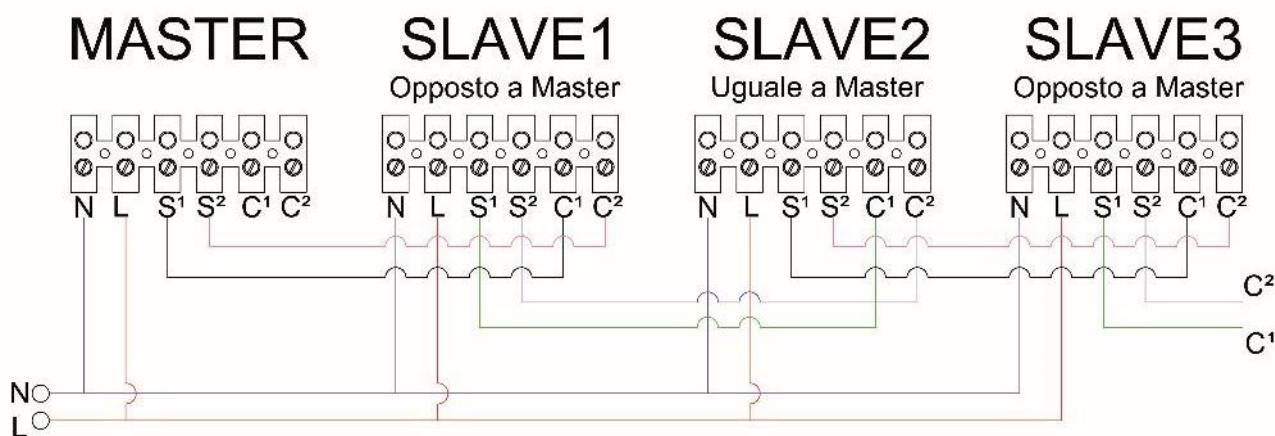 MASTER SLAVE1 SLAVE2 SLAVE3
Opposto a Master Uguale a Master Opposto a Master
N L S¹ S² C¹ C² N L S¹ S² C¹ C² N L S¹ S² C¹ C² N L S¹ S² C¹ C²
C²
C¹
N
L